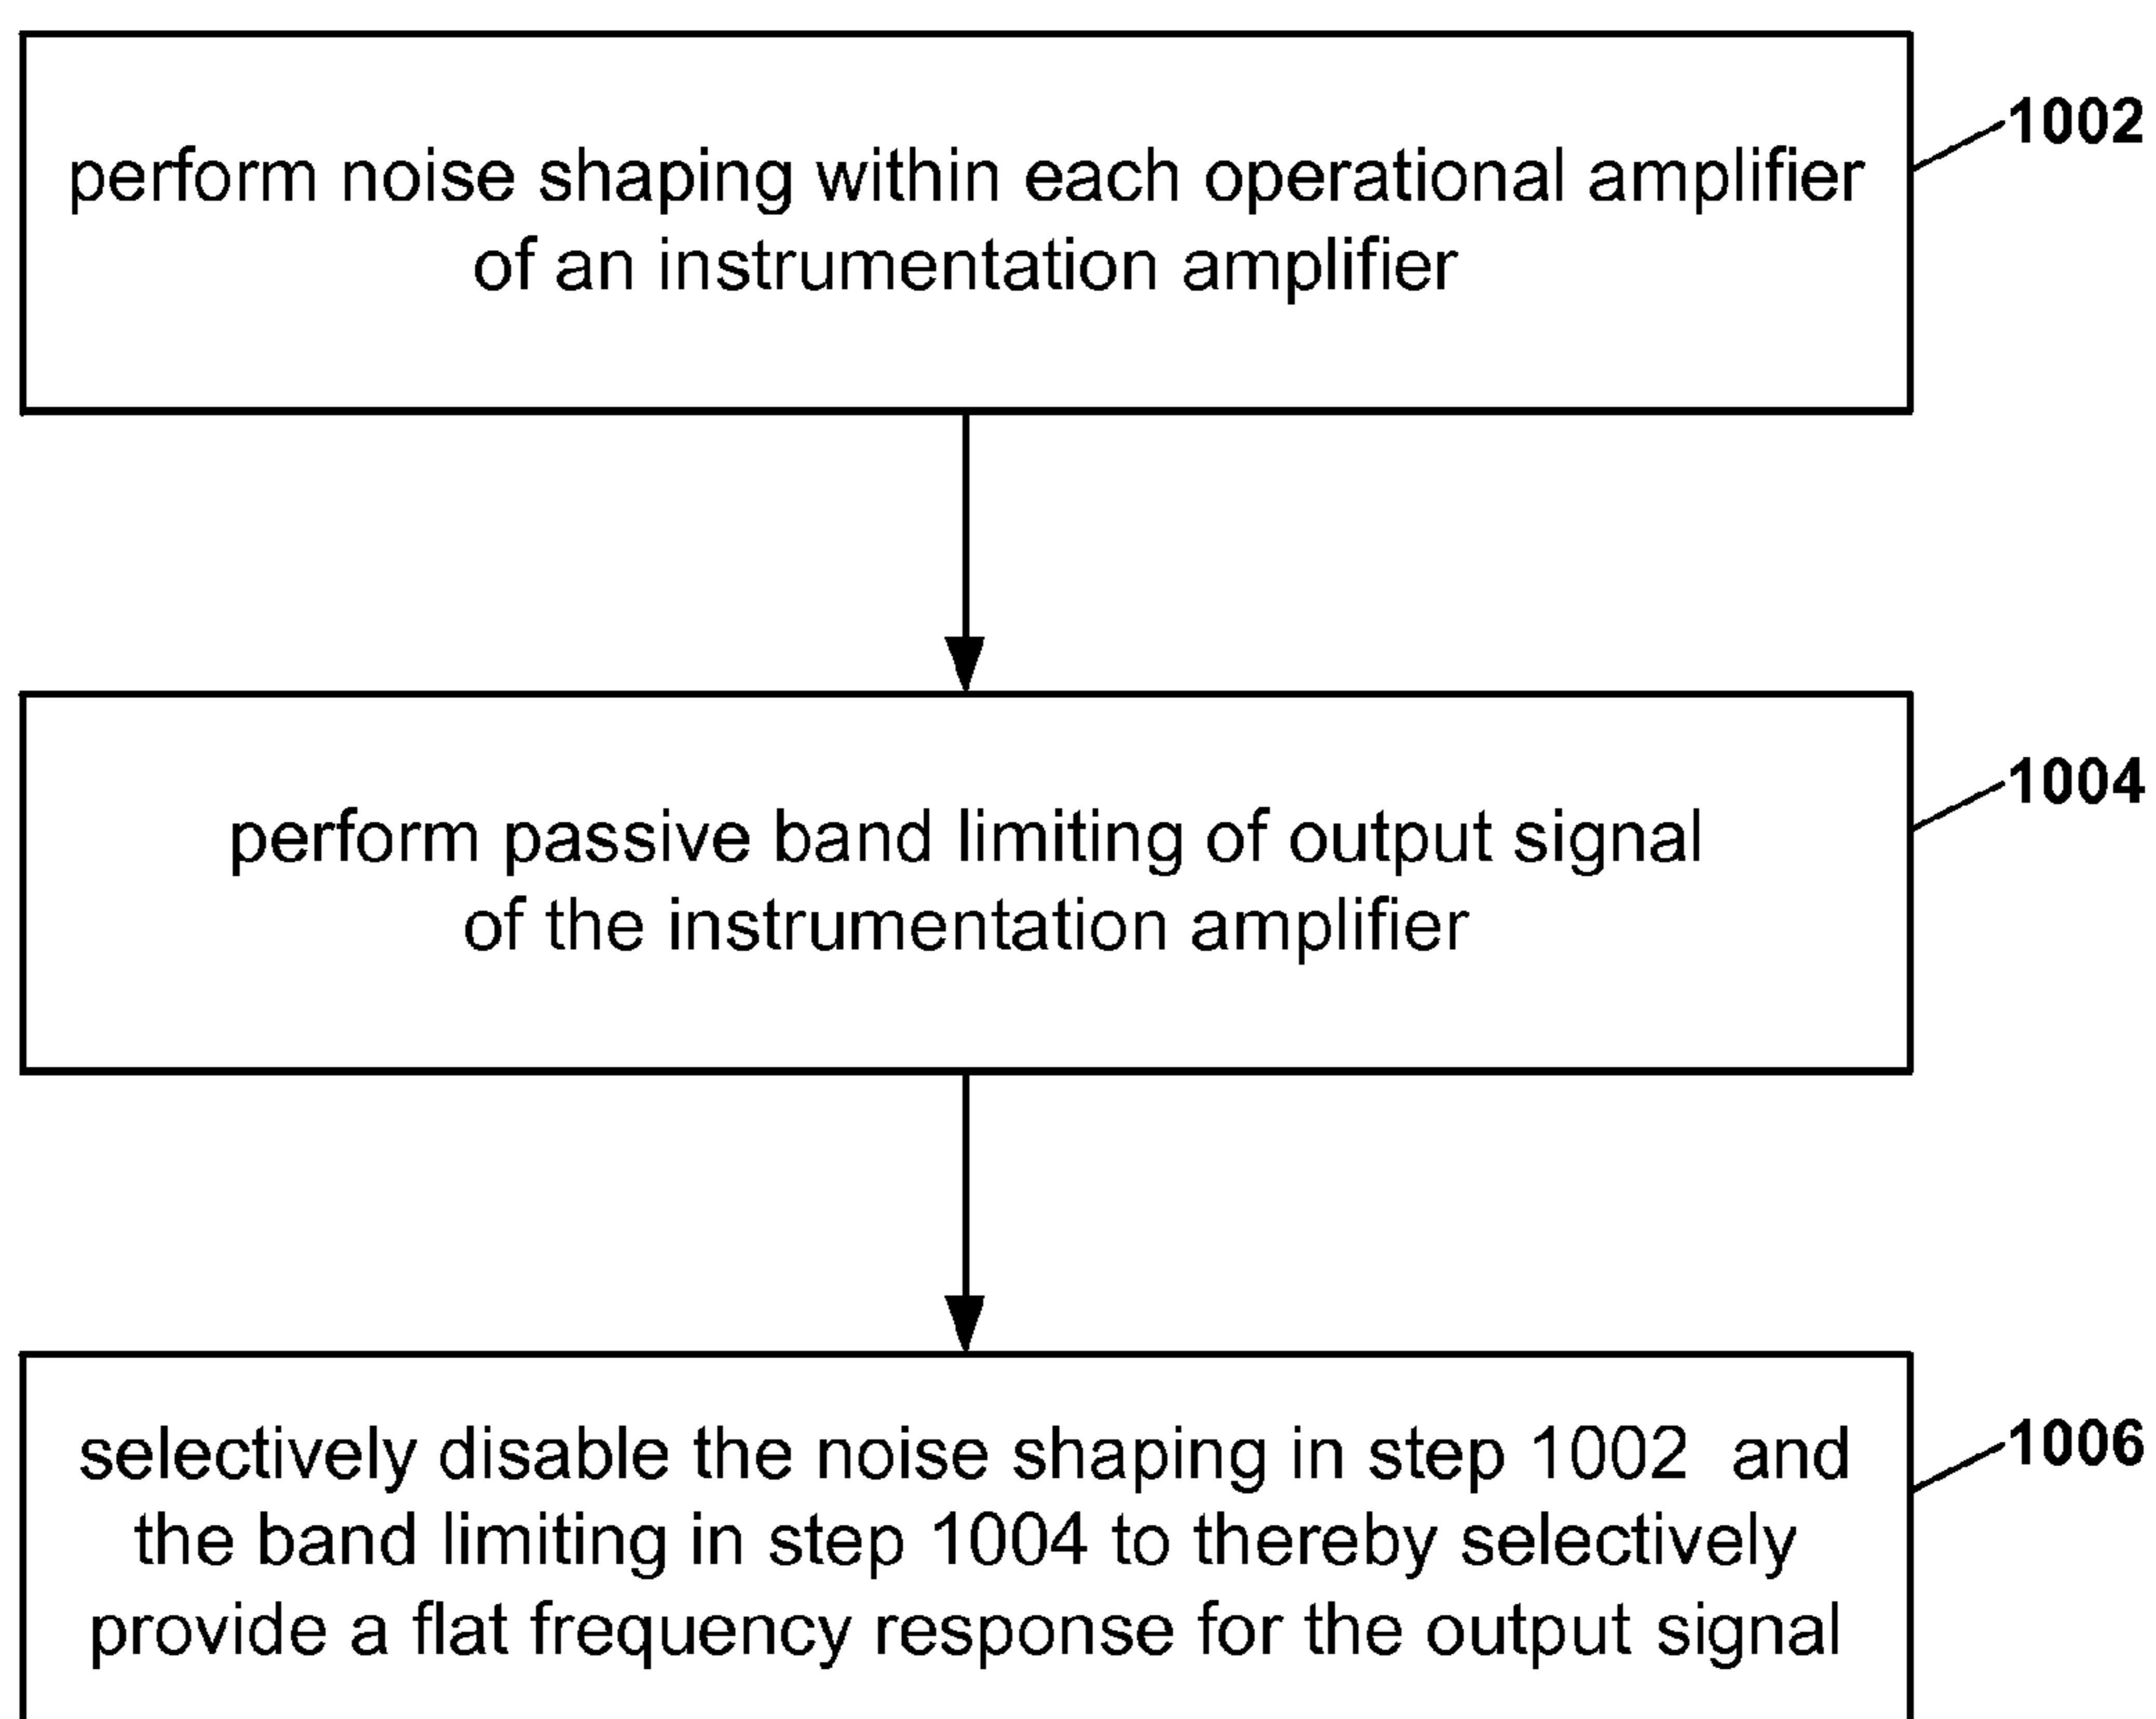 1002
perform noise shaping within each operational amplifier
of an instrumentation amplifier
1004
perform passive band limiting of output signal
of the instrumentation amplifier
1006
selectively disable the noise shaping in step 1002 and
the band limiting in step 1004 to thereby selectively
provide a flat frequency response for the output signal